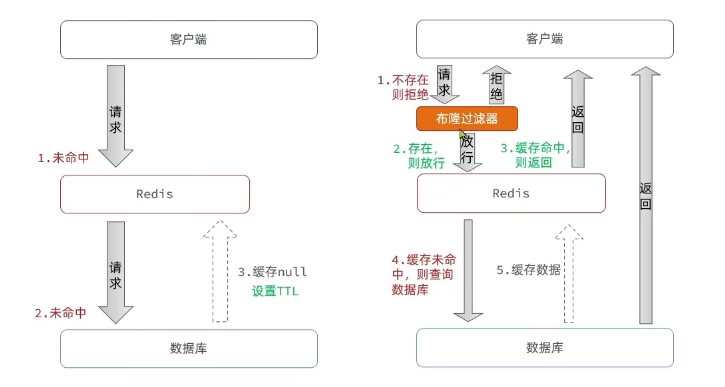 客户端
请求
1.未命中
Redis
请求
2.未命中
3.缓存null
设置TTL
数据库
客户端
1.不存在
则拒绝
请求
拒绝
布隆过滤器
2.存在，
则放行
放行
3.缓存命中，
则返回
返回
返回
Redis
4.缓存未命
中，则查询
数据库
5.缓存数据
数据库